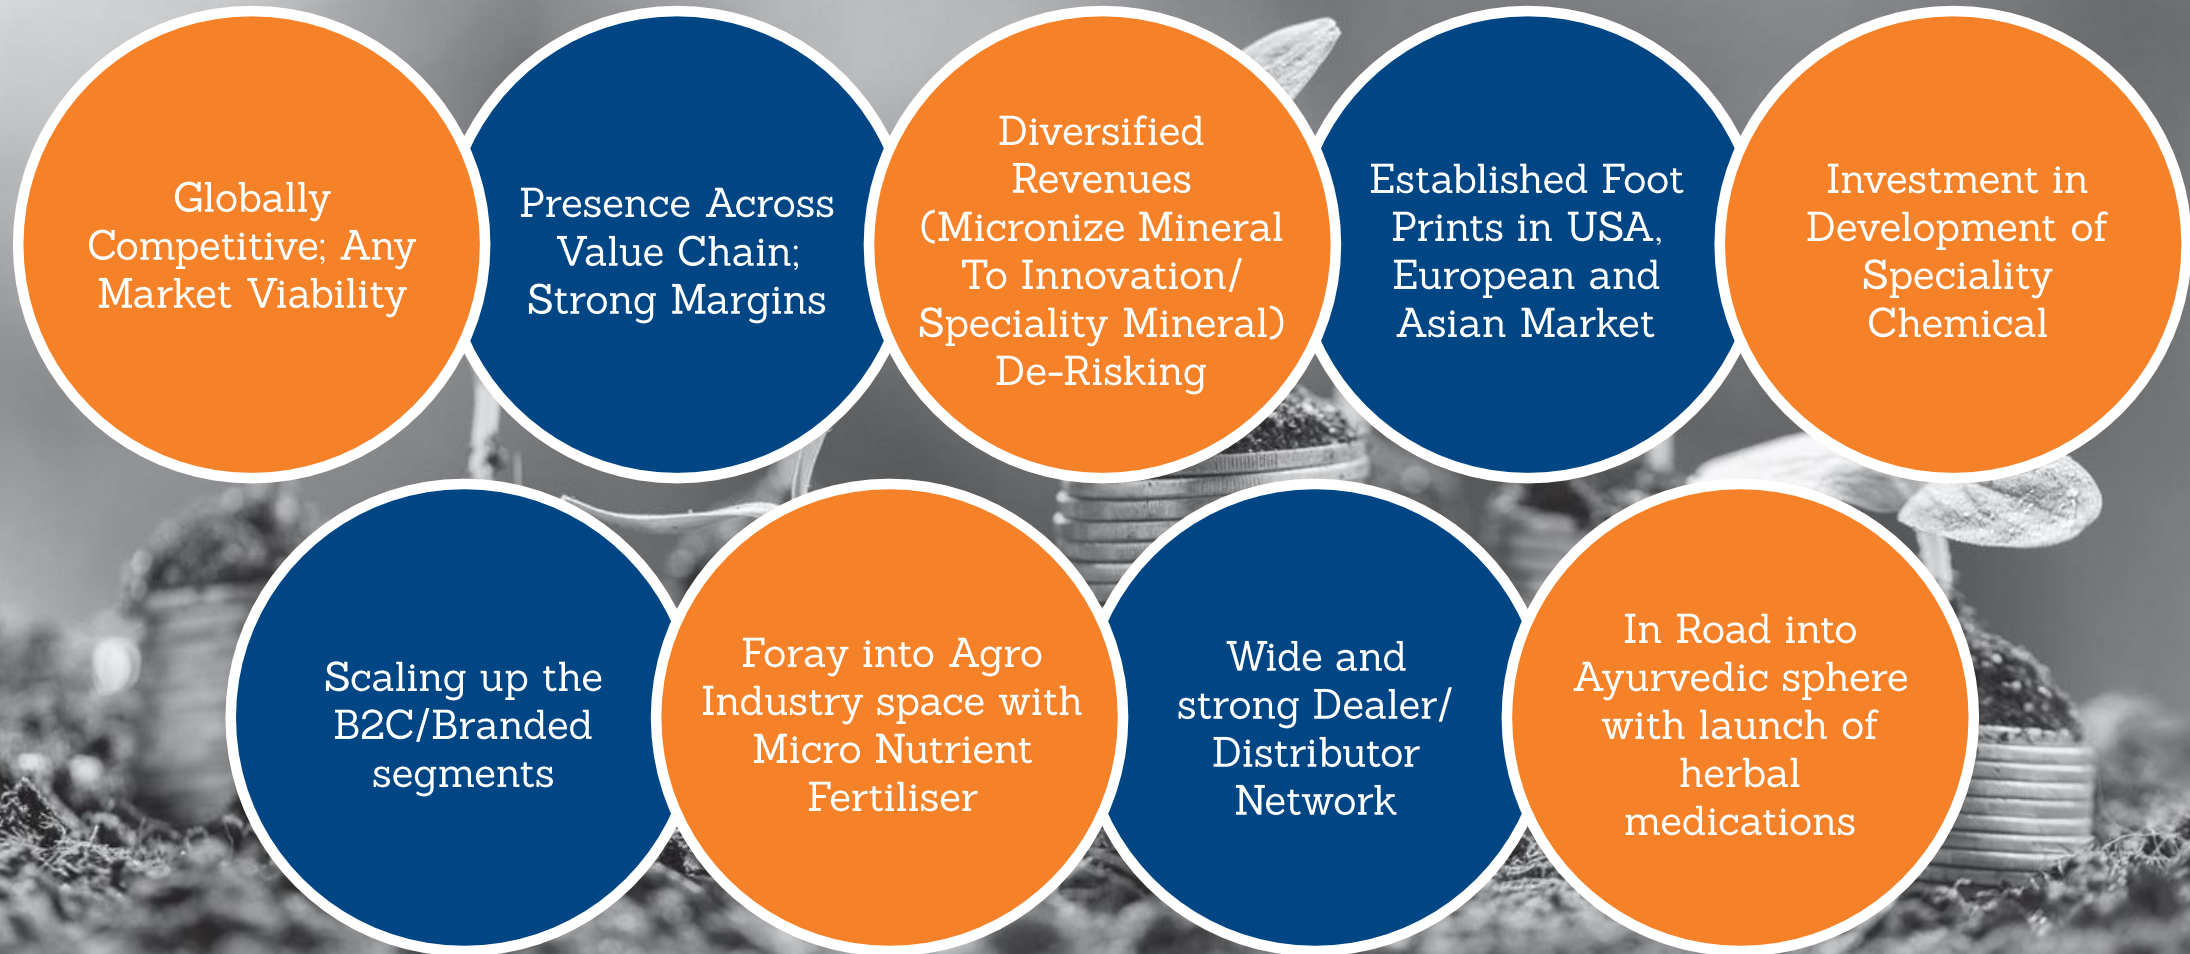 Globally
Competitive; Any
Market Viability
Presence Across
Value Chain;
Strong Margins
Diversified
Revenues
(Micronize Mineral
To Innovation/
Speciality Mineral)
De-Risking
Established Foot
Prints in USA,
European and
Asian Market
Investment in
Development of
Speciality
Chemical
Scaling up the
B2C/Branded
segments
Foray into Agro
Industry space with
Micro Nutrient
Fertiliser
Wide and
strong Dealer/
Distributor
Network
In Road into
Ayurvedic sphere
with launch of
herbal
medications